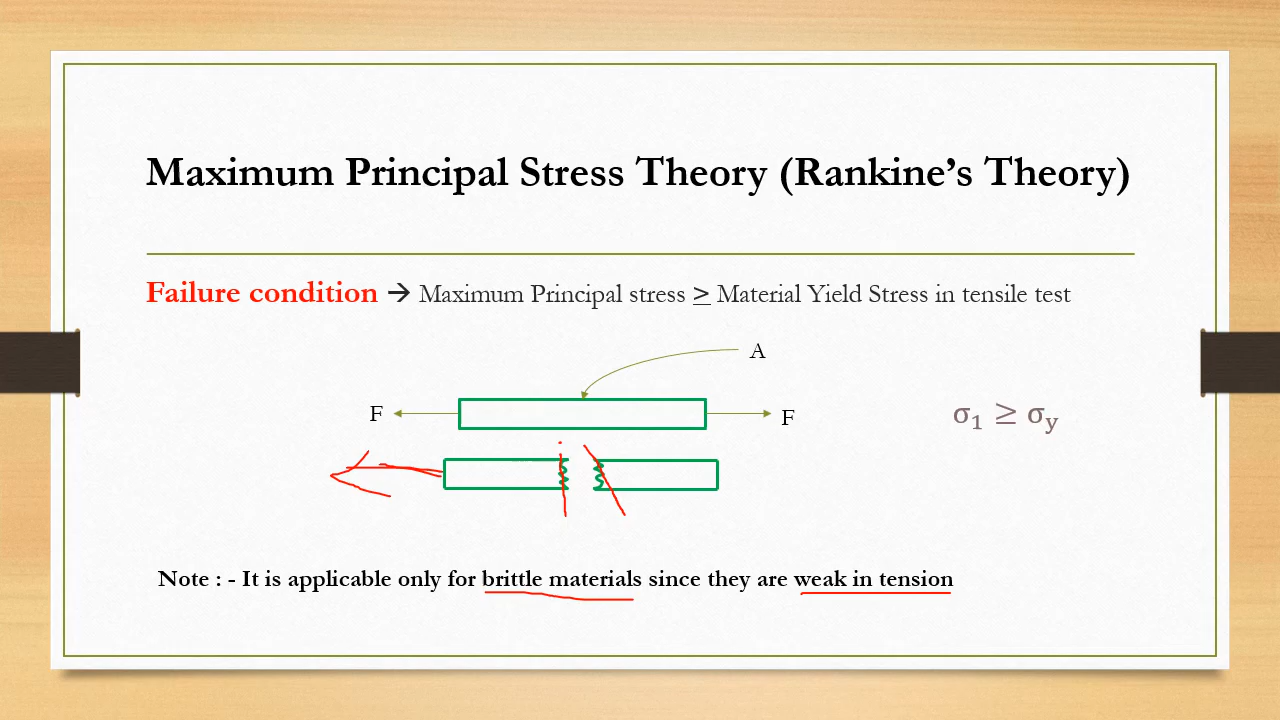 Maximum Principal Stress Theory (Rankine’s Theory)
Failure condition → Maximum Principal stress ≥ Material Yield Stress in tensile test
A
F
F
σ₁ ≥ σy
Note : - It is applicable only for brittle materials since they are weak in tension